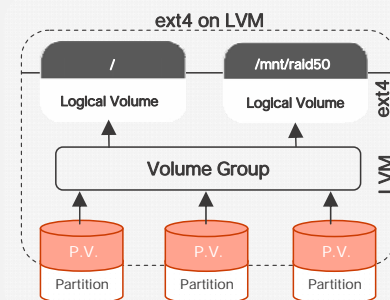 ext4 on LVM
/
/mnt/raid50
Logical Volume
Logical Volume
ext4
Volume Group
LVM
P.V.
P.V.
P.V.
Partition
Partition
Partition